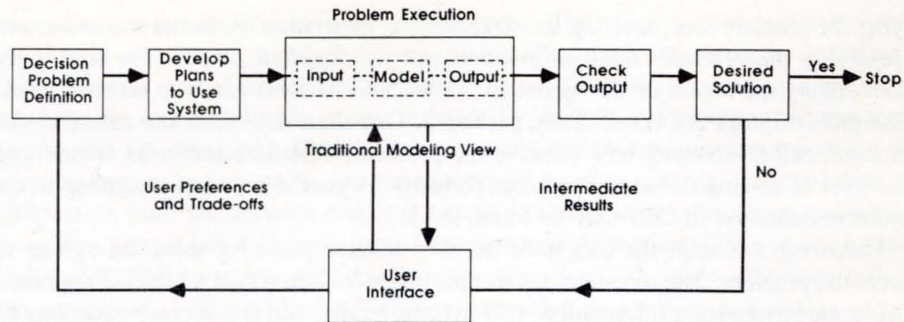 Problem Execution
Decision
Problem
Definition
Develop
Plans
to Use
System
Input
Model
Output
Check
Output
Desired
Solution
Yes
Stop
Traditional Modeling View
No
User Preferences
and Trade-offs
Intermediate
Results
User
Interface